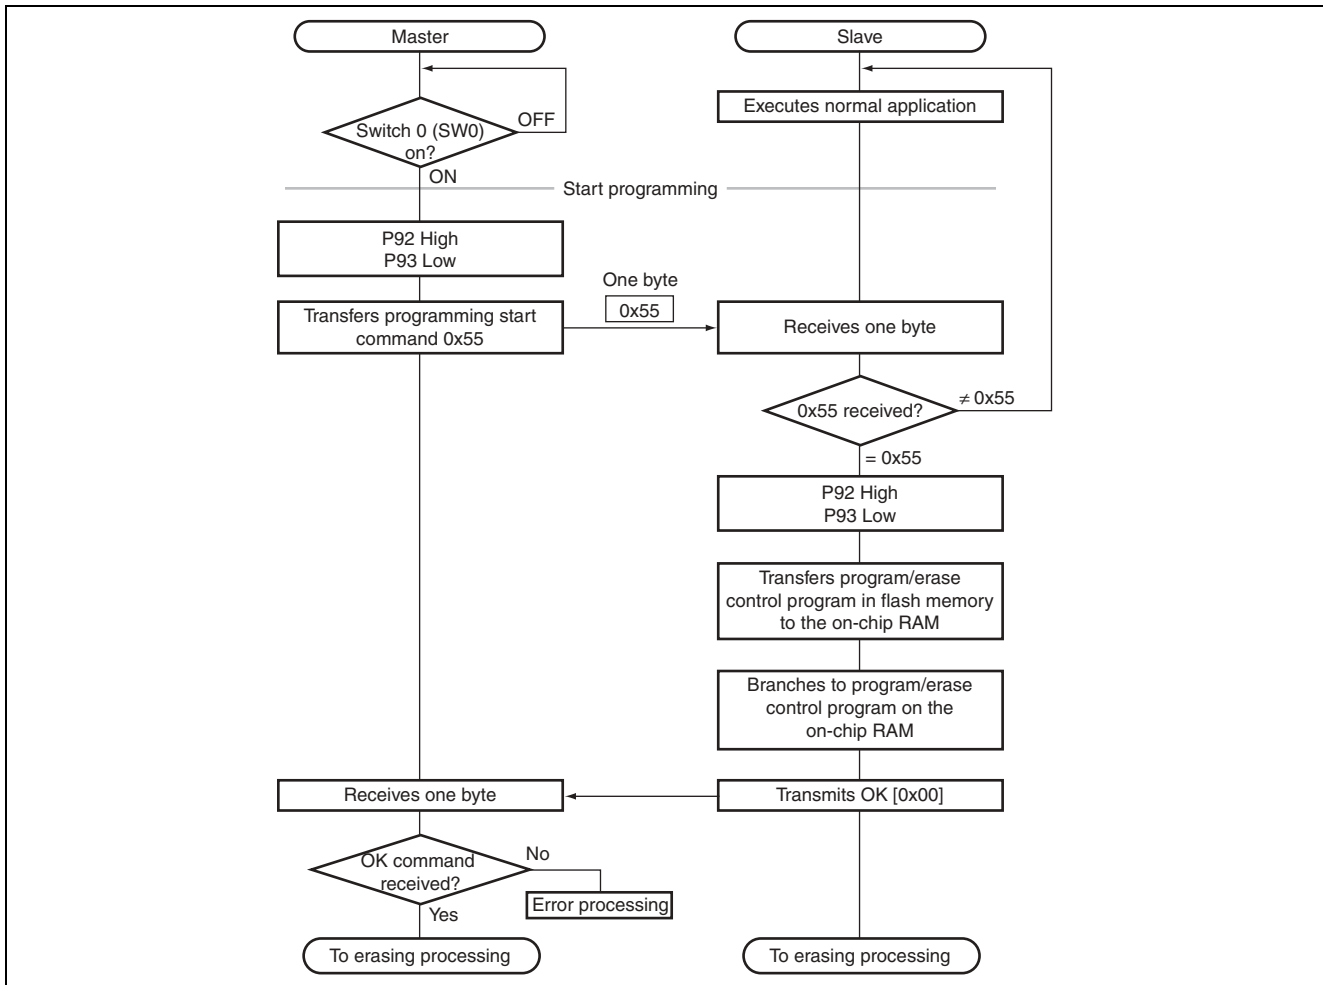 Master
Slave
Executes normal application
Switch 0 (SW0)
on?
OFF
ON
Start programming
P92 High
P93 Low
One byte
0x55
Transfers programming start
command 0x55
Receives one byte
0x55 received?
≠ 0x55
= 0x55
P92 High
P93 Low
Transfers program/erase
control program in flash memory
to the on-chip RAM
Branches to program/erase
control program on the
on-chip RAM
Receives one byte
Transmits OK [0x00]
OK command
received?
No
Error processing
Yes
To erasing processing
To erasing processing